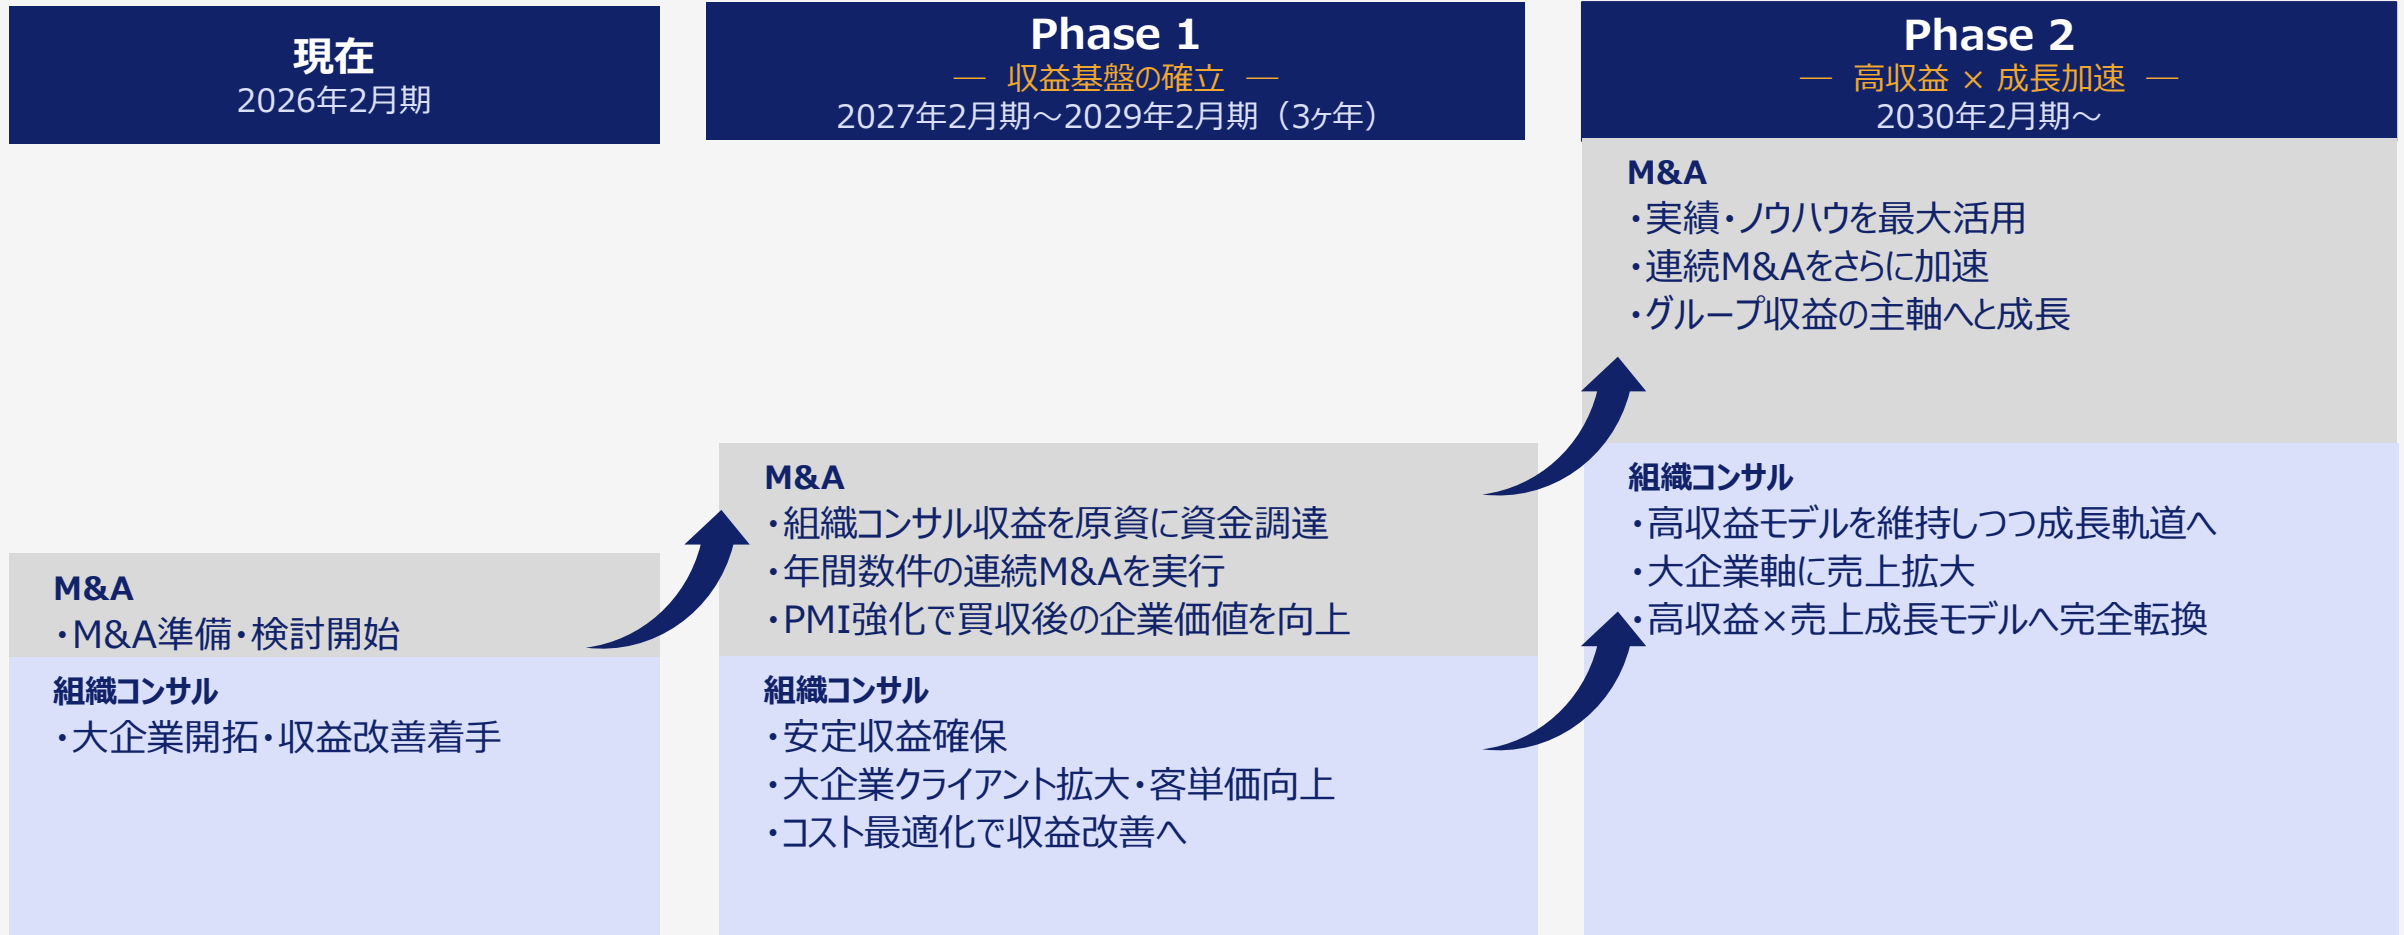 現在
2026年2月期
M&A
・M&A準備・検討開始
組織コンサル
・大企業開拓・収益改善着手
Phase 1
― 収益基盤の確立 ―
2027年2月期～2029年2月期（3ヶ年）
M&A
・組織コンサル収益を原資に資金調達
・年間数件の連続M&Aを実行
・PMI強化で買収後の企業価値を向上
組織コンサル
・安定収益確保
・大企業クライアント拡大・客単価向上
・コスト最適化で収益改善へ
Phase 2
― 高収益 × 成長加速 ―
2030年2月期～
M&A
・実績・ノウハウを最大活用
・連続M&Aをさらに加速
・グループ収益の主軸へと成長
組織コンサル
・高収益モデルを維持しつつ成長軌道へ
・大企業軸に売上拡大
・高収益×売上成長モデルへ完全転換